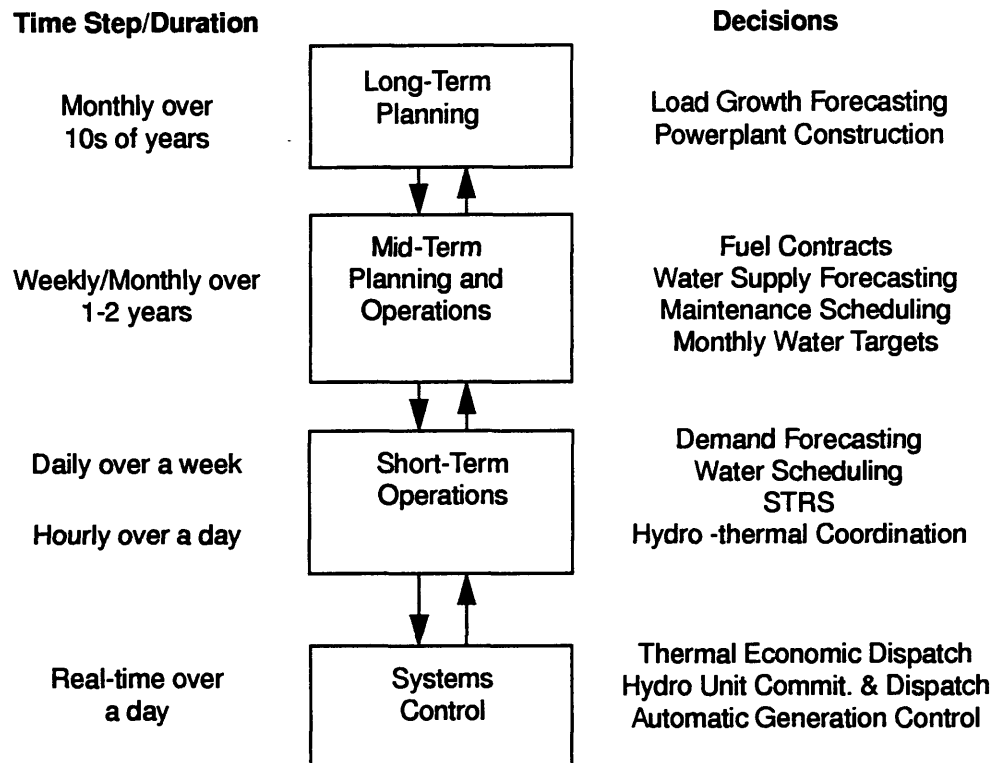 Time Step/Duration
Decisions
Monthly over
10s of years
Long-Term
Planning
Load Growth Forecasting
Powerplant Construction
Weekly/Monthly over
1-2 years
Mid-Term
Planning and
Operations
Fuel Contracts
Water Supply Forecasting
Maintenance Scheduling
Monthly Water Targets
Daily over a week
Hourly over a day
Short-Term
Operations
Demand Forecasting
Water Scheduling
STRS
Hydro -thermal Coordination
Real-time over
a day
Systems
Control
Thermal Economic Dispatch
Hydro Unit Commit. & Dispatch
Automatic Generation Control